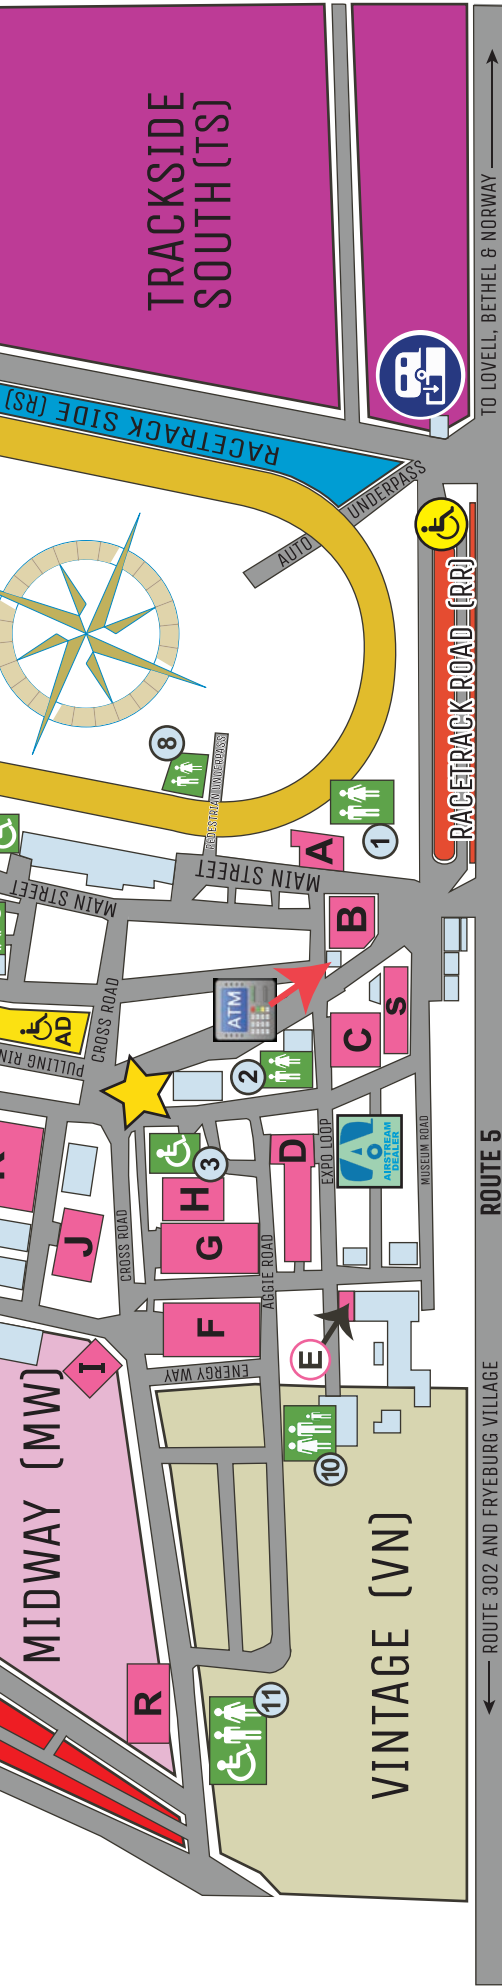 TRACKSIDE
SOUTH (TS)
TO LOVELL, BETHEL & NORWAY
RACETRACK SIDE (RS)
AUTO UNDERPASS
RACETRACK ROAD (RR)
8
PEDESTRIAN UNDERPASS
1
A
MAIN STREET
MAIN STREET
B
ATM
S
C
CROSS ROAD
AD
PULLING RIN
2
3
D
EXPO LOOP
AIRSTREAM
DEALER
MUSEUM ROAD
ROUTE 5
H
G
J
CROSS ROAD
AGGIE ROAD
F
E
I
ENERGY WAY
MIDWAY (MW)
10
ROUTE 302 AND FRYEBURG VILLAGE
VINTAGE (VN)
R
11